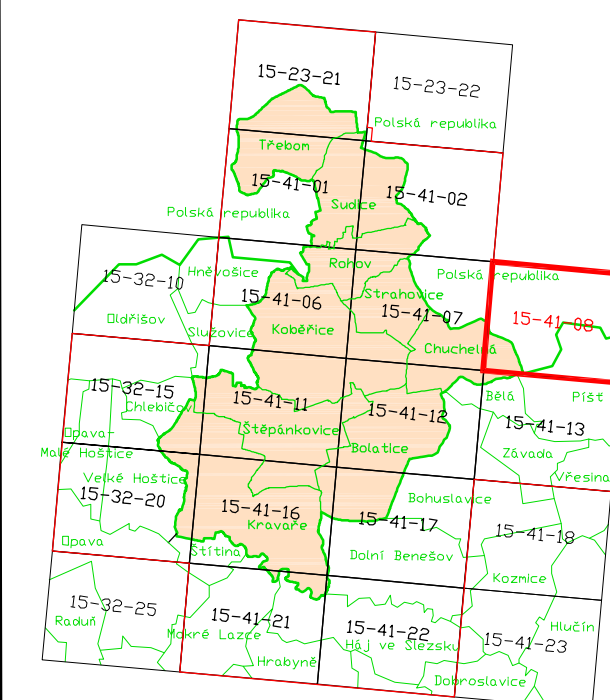 15-23-21
15-23-22
Polská republika
Třebom
15-41-01
15-41-02
Sudice
Polská republika
Rohov
Hněvošice
Polská republika
15-32-10
Strahovice
15-41-06
15-41-07
15-41-08
Oldřišov
Služovice
Kobeřice
Chuchelná
15-32-15
Bělá
Píšť
Chlebičov
15-41-11
15-41-12
15-41-13
Opava-
Malé Hoštice
Štěpánkovice
Bolatice
Závada
Velké Hoštice
Vřesina
15-32-20
Bohuslavice
15-41-16
Kravaře
15-41-17
15-41-18
Opava
Štítina
Dolní Benešov
Kozmice
15-32-25
Raduň
15-41-21
15-41-22
Hlučín
Mokré Lazce
Háj ve Slezsku
15-41-23
Hrabyně
Dobroslavice